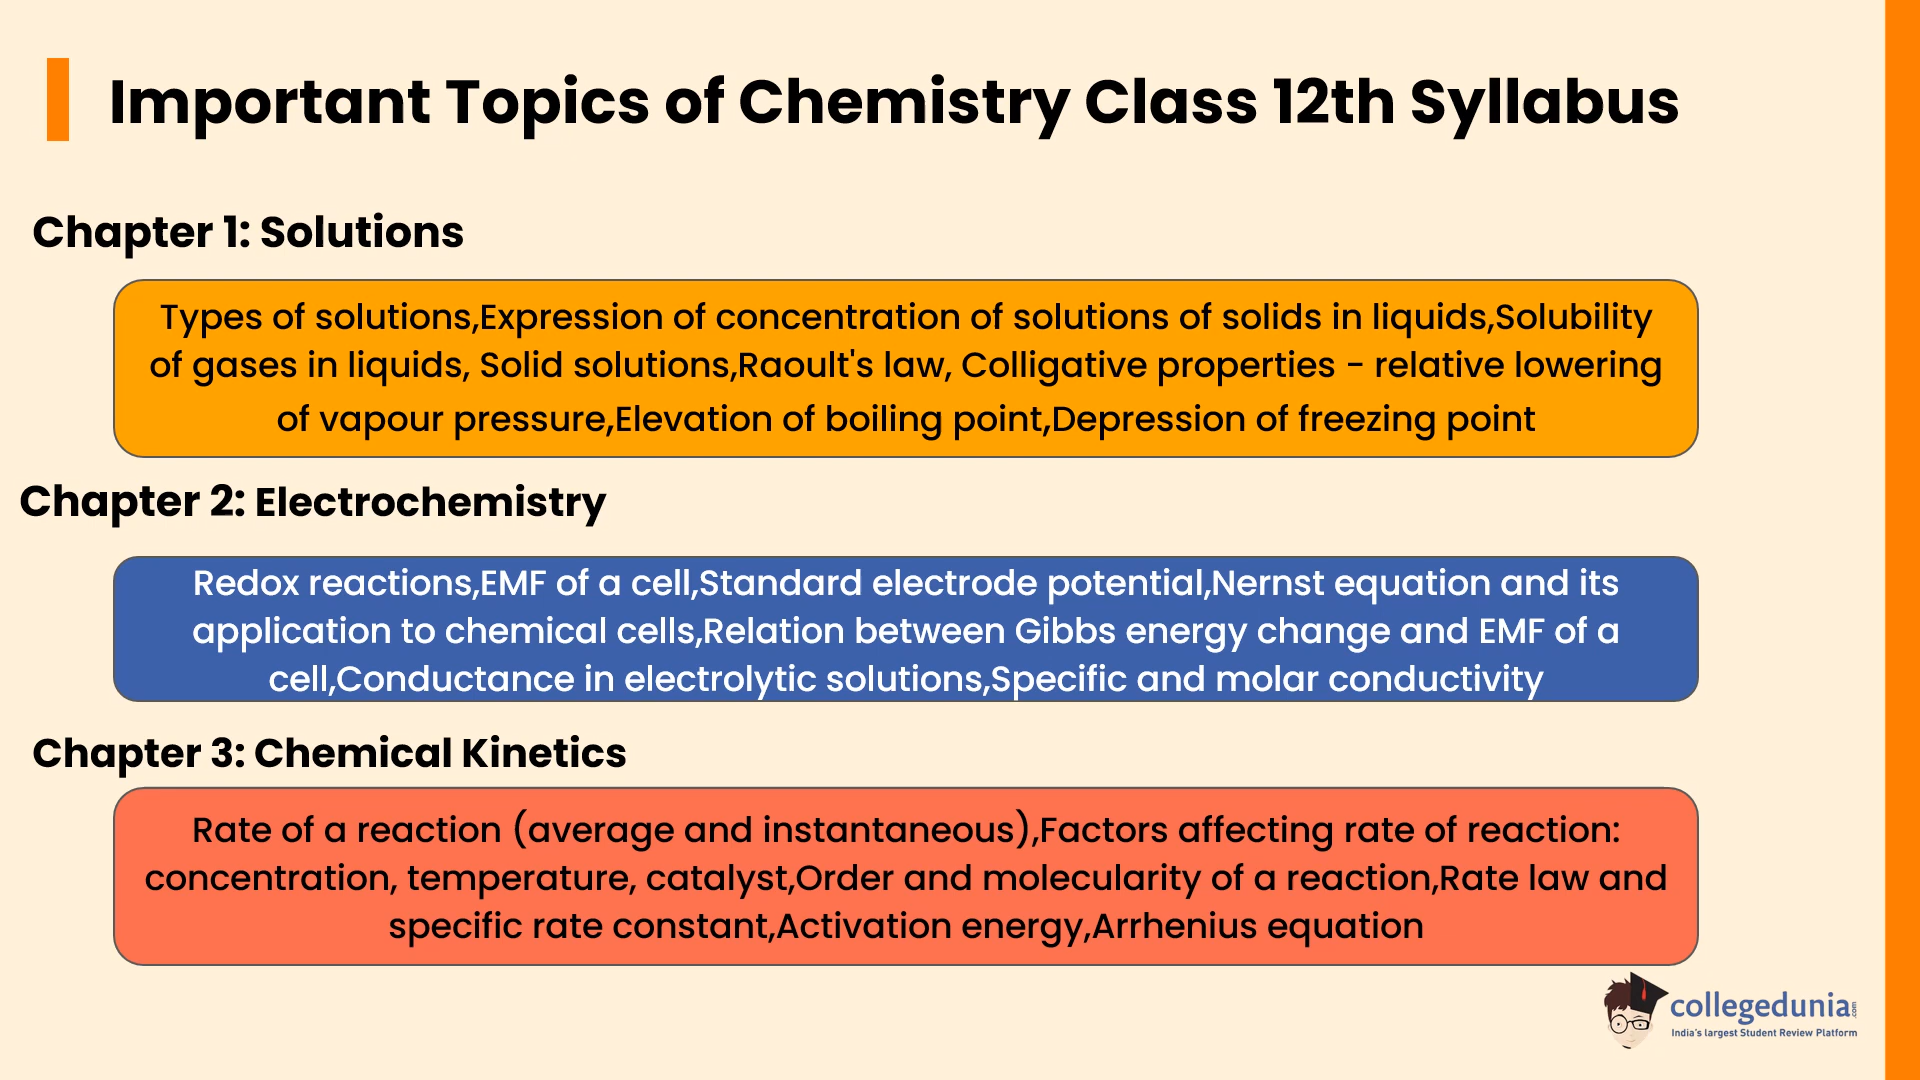 Important Topics of Chemistry Class 12th Syllabus
Chapter 1: Solutions
Types of solutions,Expression of concentration of solutions of solids in liquids,Solubility
of gases in liquids, Solid solutions,Raoult's law, Colligative properties - relative lowering
of vapour pressure,Elevation of boiling point,Depression of freezing point
Chapter 2: Electrochemistry
Redox reactions,EMF of a cell,Standard electrode potential,Nernst equation and its
application to chemical cells,Relation between Gibbs energy change and EMF of a
cell,Conductance in electrolytic solutions,Specific and molar conductivity
Chapter 3: Chemical Kinetics
Rate of a reaction (average and instantaneous),Factors affecting rate of reaction:
concentration, temperature, catalyst,Order and molecularity of a reaction,Rate law and
specific rate constant,Activation energy,Arrhenius equation
collegedunia.com
India's largest Student Review Platform